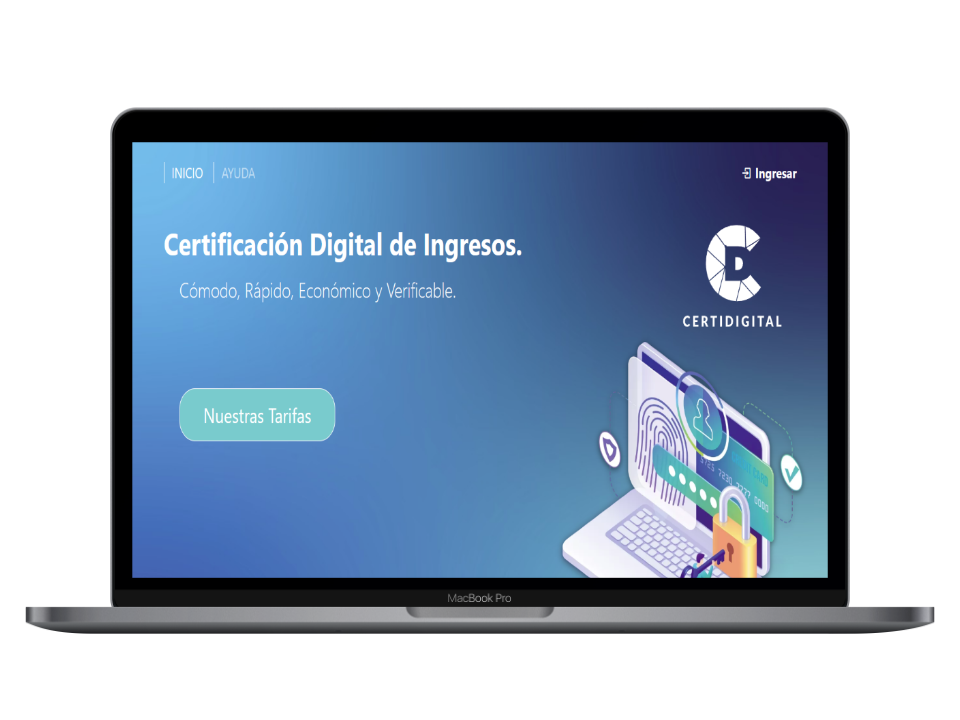 INICIO
AYUDA
Ingresar
Certificación Digital de Ingresos.
Cómodo, Rápido, Económico y Verificable.
CERTIDIGITAL
Nuestras Tarifas
MacBook Pro